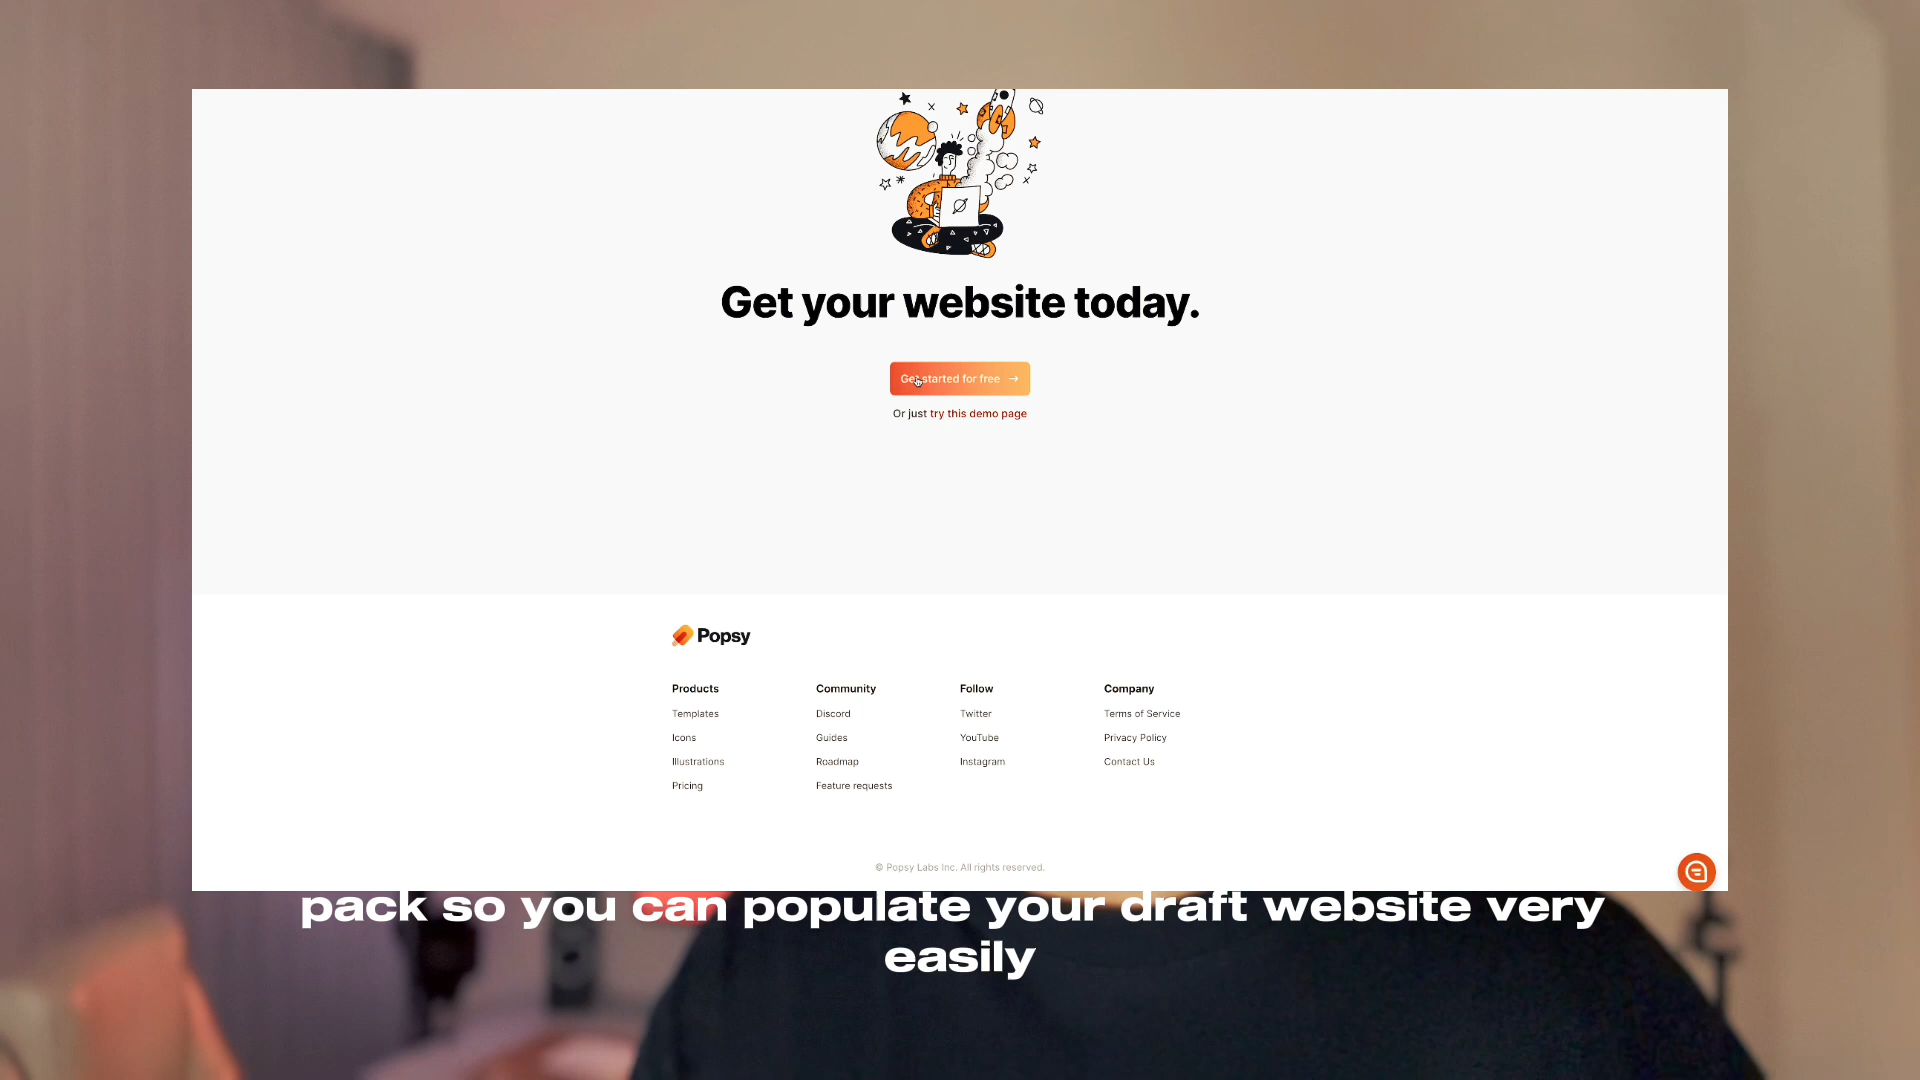 Get your website today.
Get started for free →
Or just try this demo page
Popsy
Products
Templates
Icons
Illustrations
Pricing
Community
Discord
Guides
Roadmap
Feature requests
Follow
Twitter
YouTube
Instagram
Company
Terms of Service
Privacy Policy
Contact Us
© Popsy Labs Inc. All rights reserved.
pack so you can populate your draft website very
easily